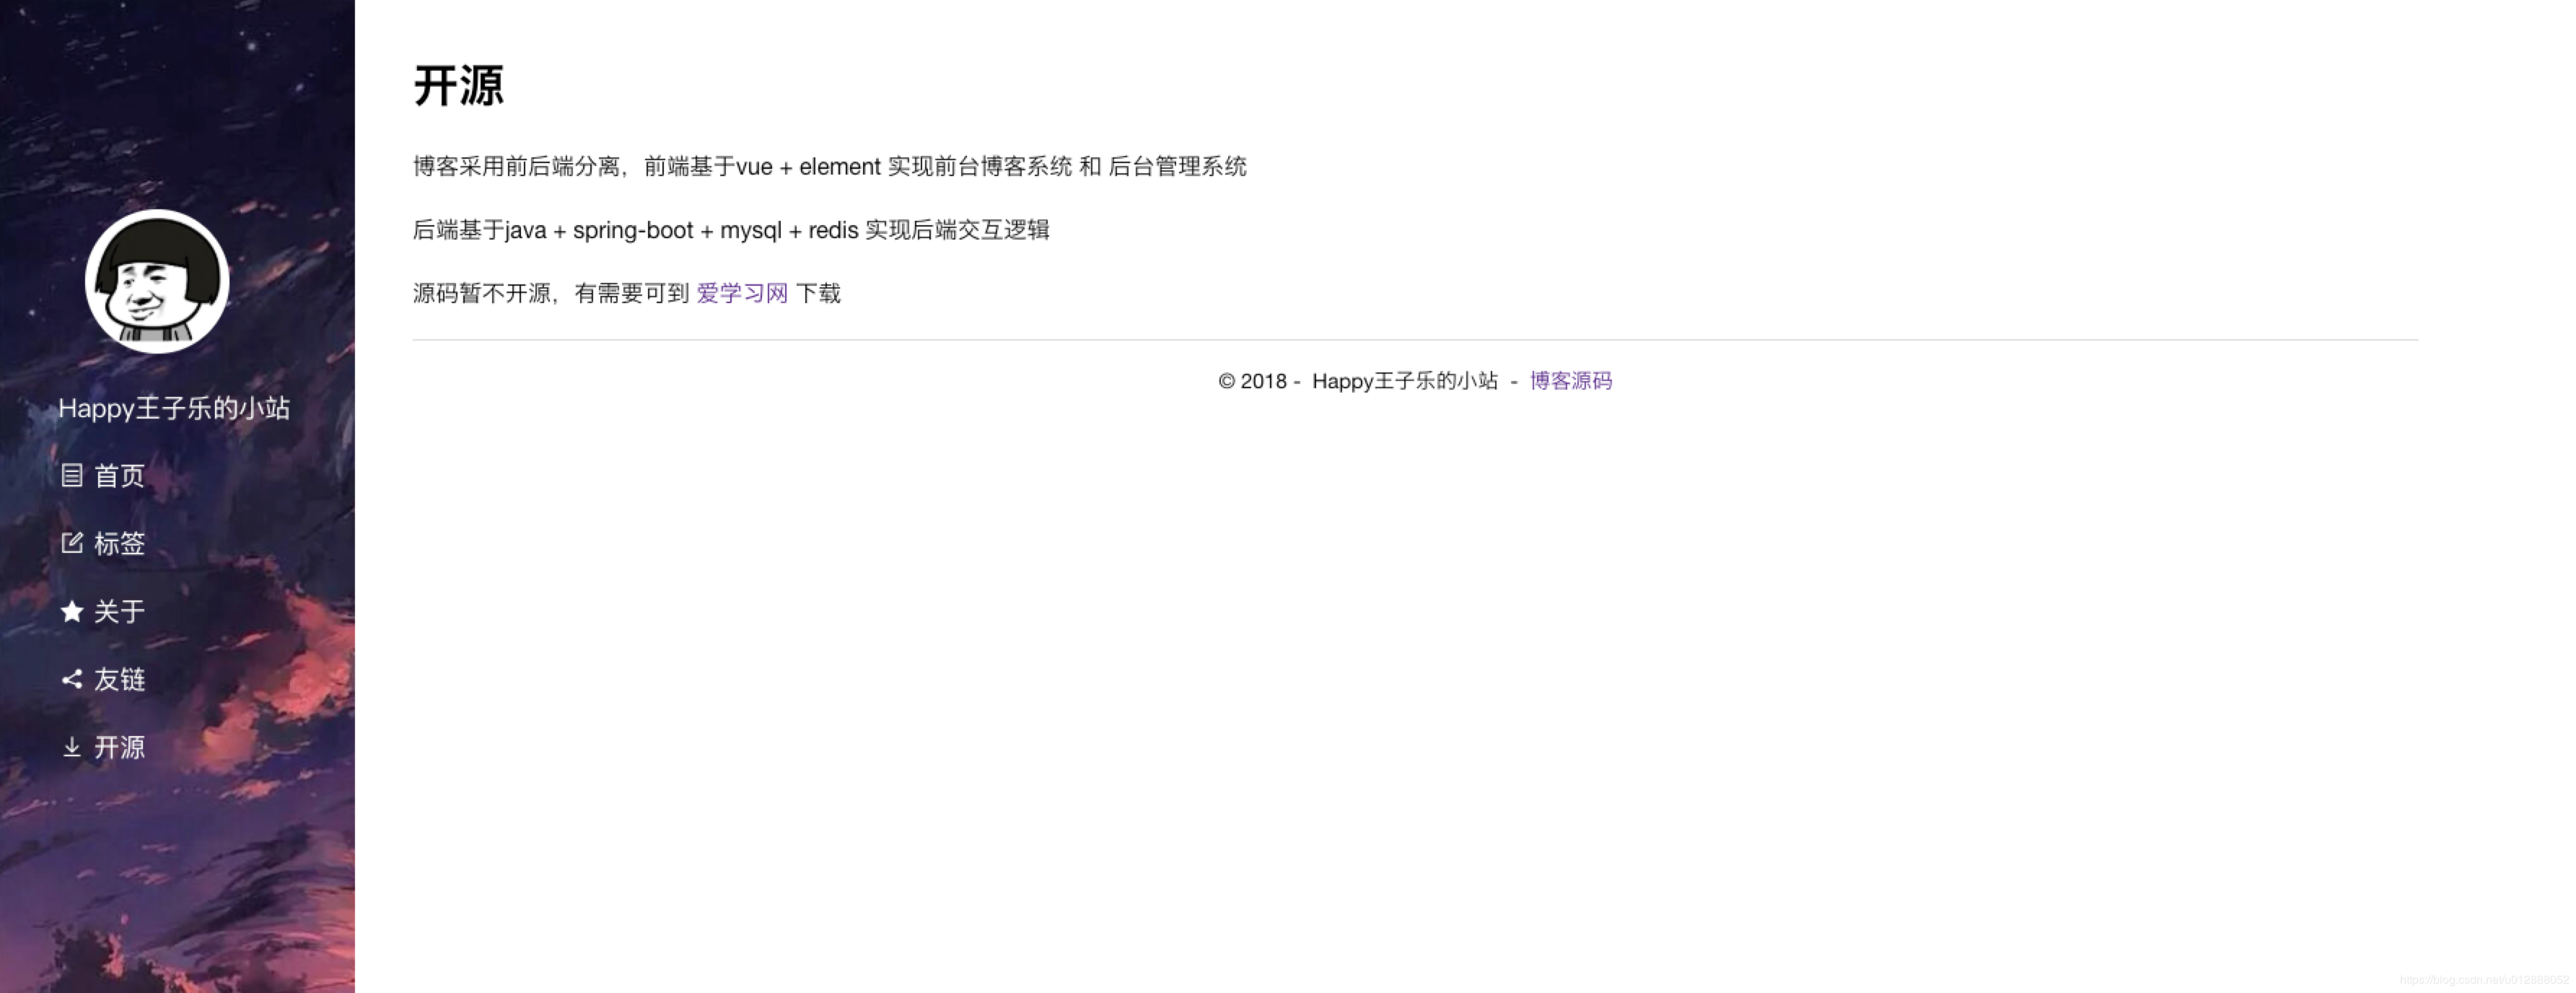 Happy王子乐的小站
首页
标签
关于
友链
开源
开源
博客采用前后端分离，前端基于vue + element 实现前台博客系统 和 后台管理系统
后端基于java + spring-boot + mysql + redis 实现后端交互逻辑
源码暂不开源，有需要可到 爱学习网 下载
© 2018 - Happy王子乐的小站 - 博客源码